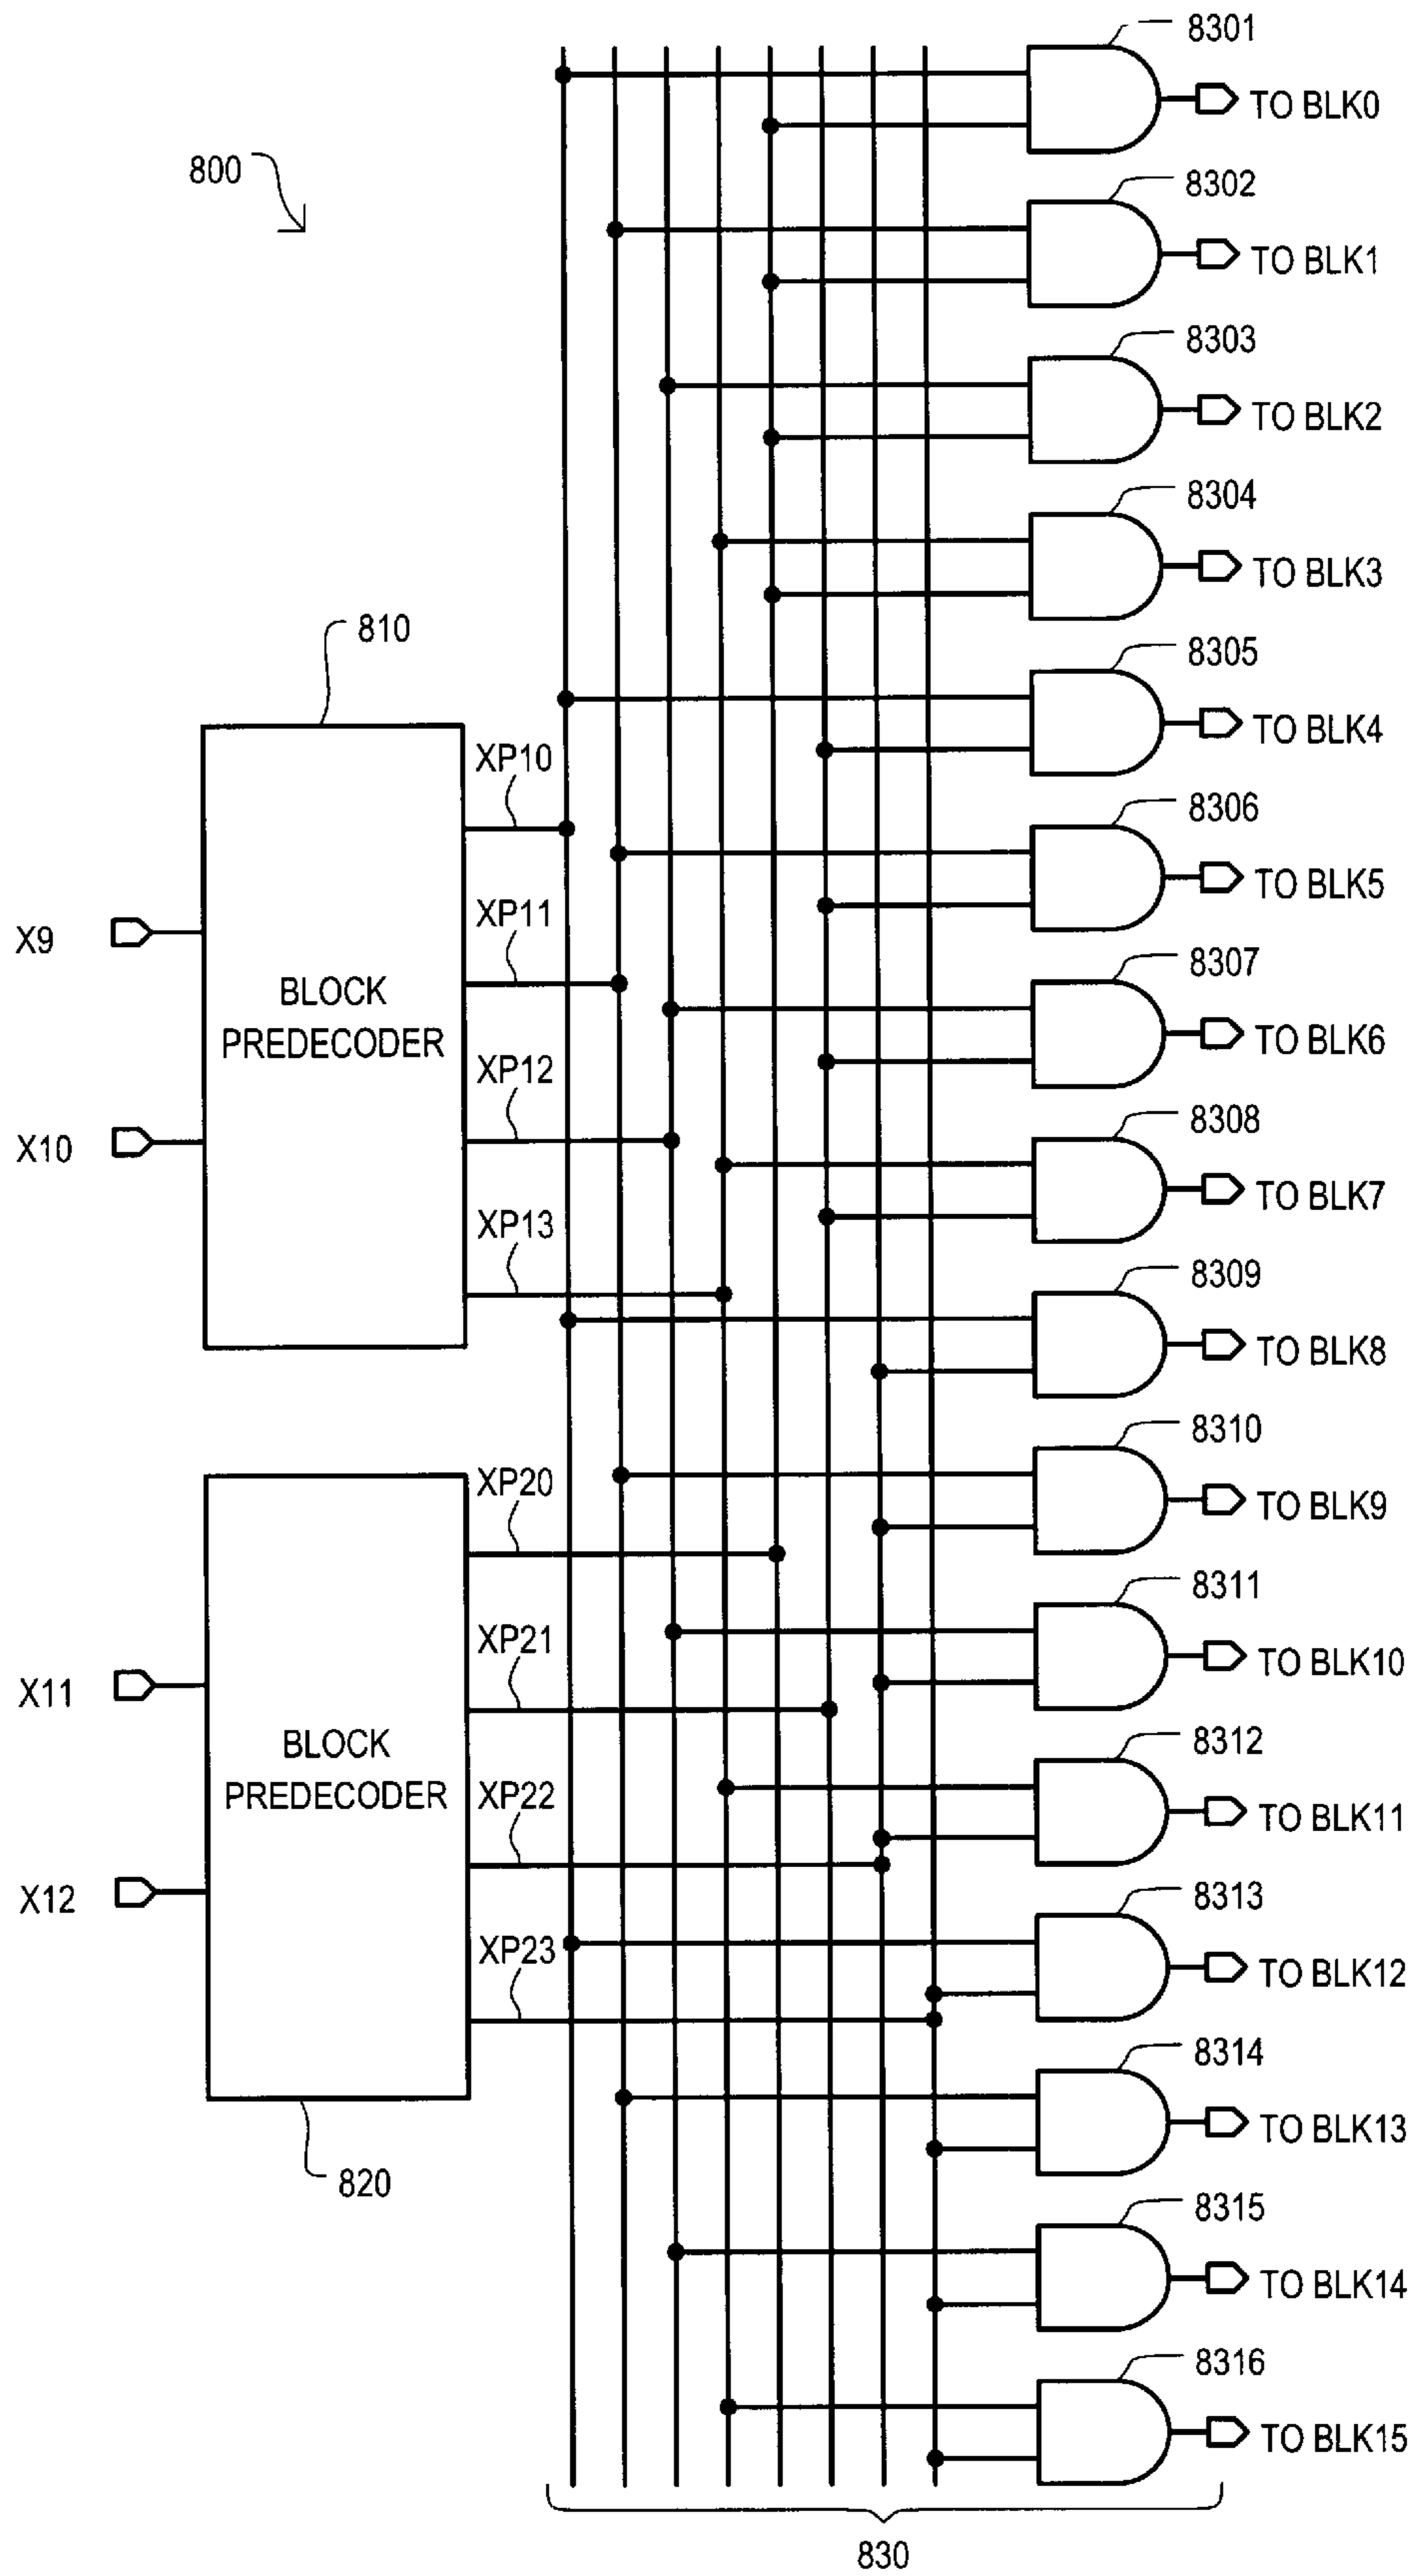 800
8301
TO BLK0
8302
TO BLK1
8303
TO BLK2
8304
TO BLK3
810
8305
TO BLK4
XP10
8306
TO BLK5
XP11
X9
BLOCK
PREDECODER
8307
TO BLK6
XP12
X10
8308
TO BLK7
XP13
8309
TO BLK8
8310
TO BLK9
XP20
8311
TO BLK10
XP21
X11
BLOCK
PREDECODER
8312
TO BLK11
XP22
X12
8313
TO BLK12
XP23
8314
TO BLK13
820
8315
TO BLK14
8316
TO BLK15
830